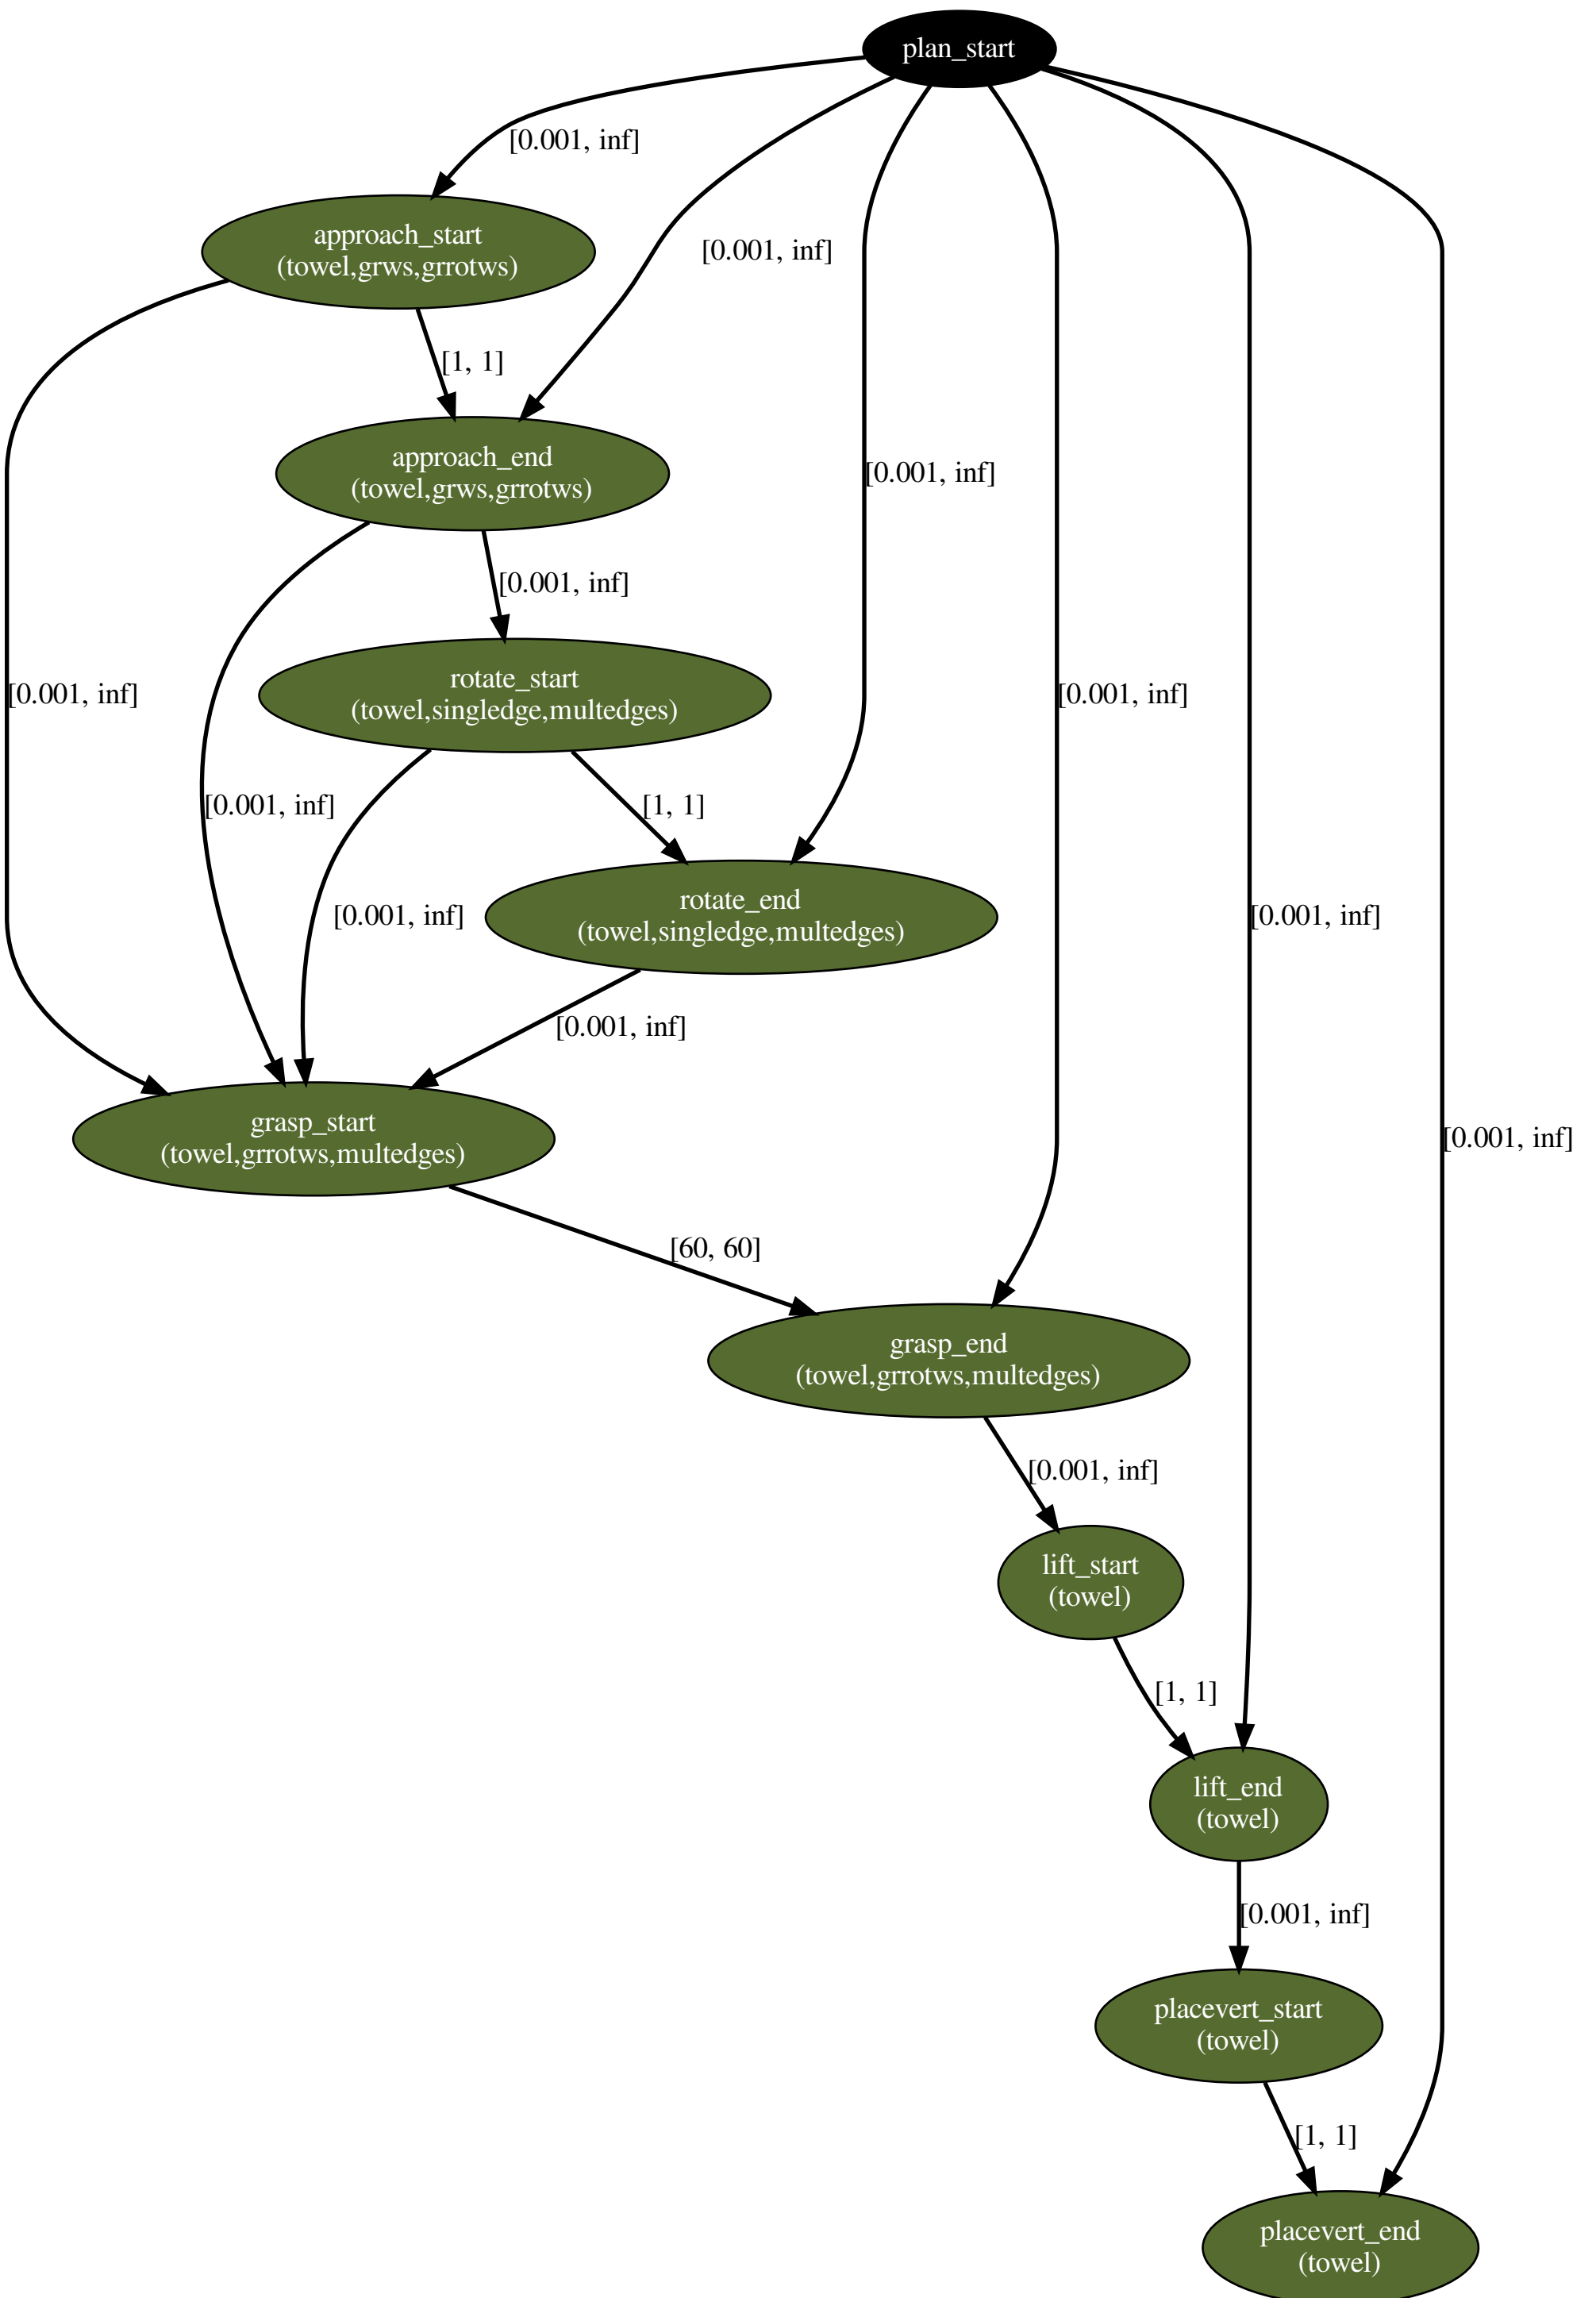 plan_start
[0.001, inf]
approach_start
(towel,grws,grrotws)
[0.001, inf]
[1, 1]
approach_end
(towel,grws,grrotws)
[0.001, inf]
[0.001, inf]
rotate_start
(towel,singledge,multedges)
[0.001, inf]
[0.001, inf]
[0.001, inf]
[1, 1]
rotate_end
(towel,singledge,multedges)
[0.001, inf]
[0.001, inf]
[0.001, inf]
grasp_start
(towel,grrotws,multedges)
[0.001, inf]
[60, 60]
grasp_end
(towel,grrotws,multedges)
[0.001, inf]
lift_start
(towel)
[1, 1]
lift_end
(towel)
[0.001, inf]
placevert_start
(towel)
[1, 1]
placevert_end
(towel)